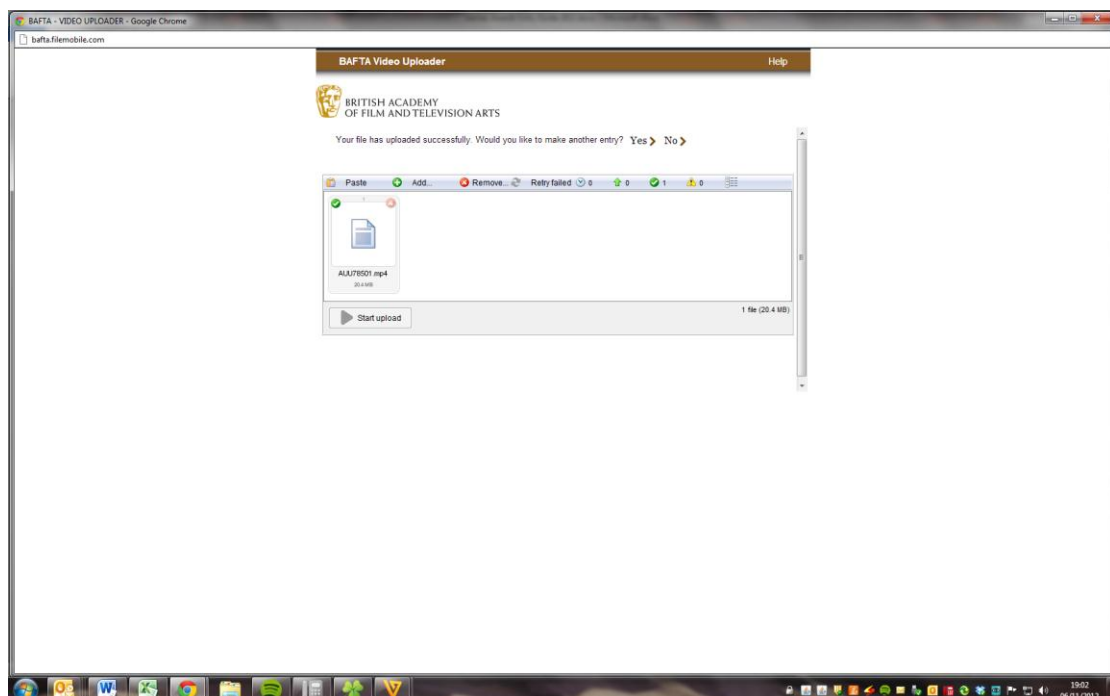 BAFTA - VIDEO UPLOADER - Google Chrome
bafta.filemobile.com
BAFTA Video Uploader Help
BRITISH ACADEMY
OF FILM AND TELEVISION ARTS
Your file has uploaded successfully. Would you like to make another entry? Yes No
Paste Add... Remove... Retry failed 0 0 1 0
1
AUU78S01.mp4
20.4 MB
Start upload
1 file (20.4 MB)
19:02